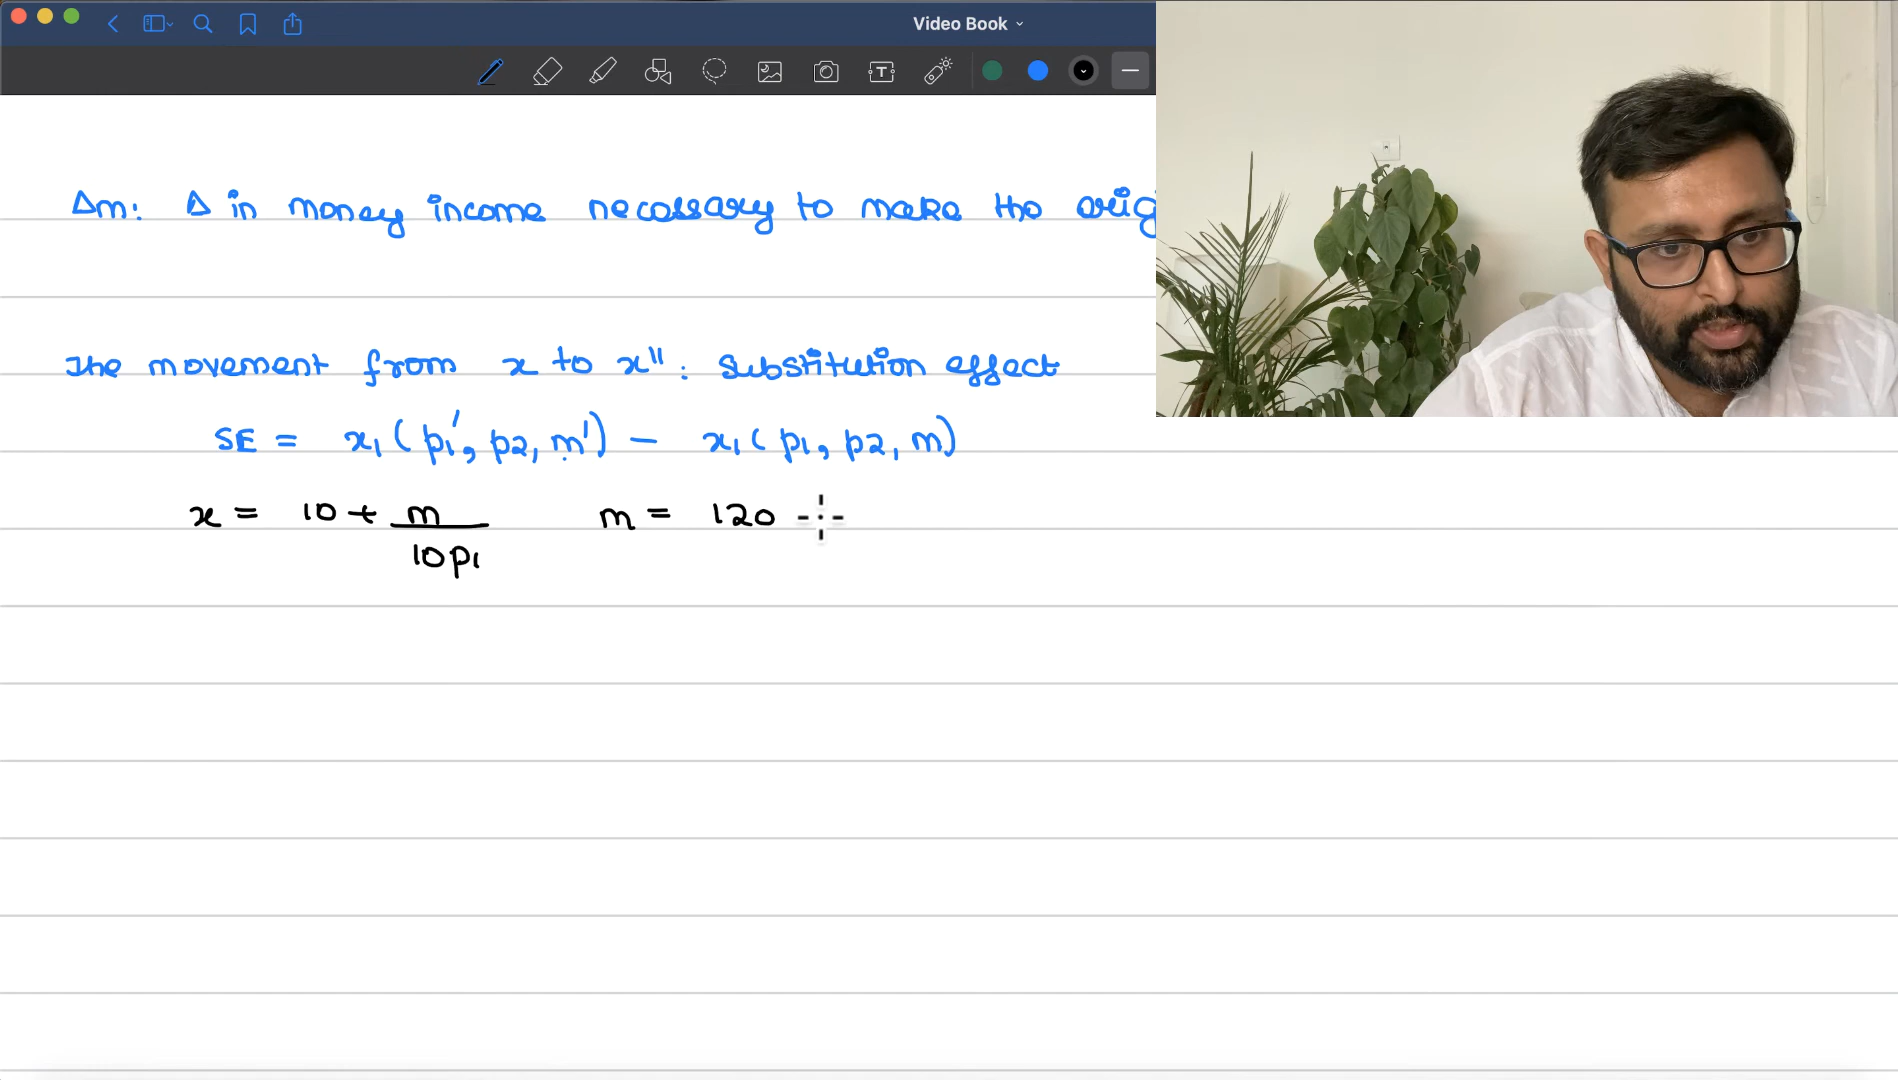 Video Book
Δm: Δ in money income necessary to make the orig
The movement from x to x'' : substitution effect
SE = x₁ ( p₁', p2, m' ) – x₁ ( p₁, p2, m )
x = 10 + m/10p₁ m = 120